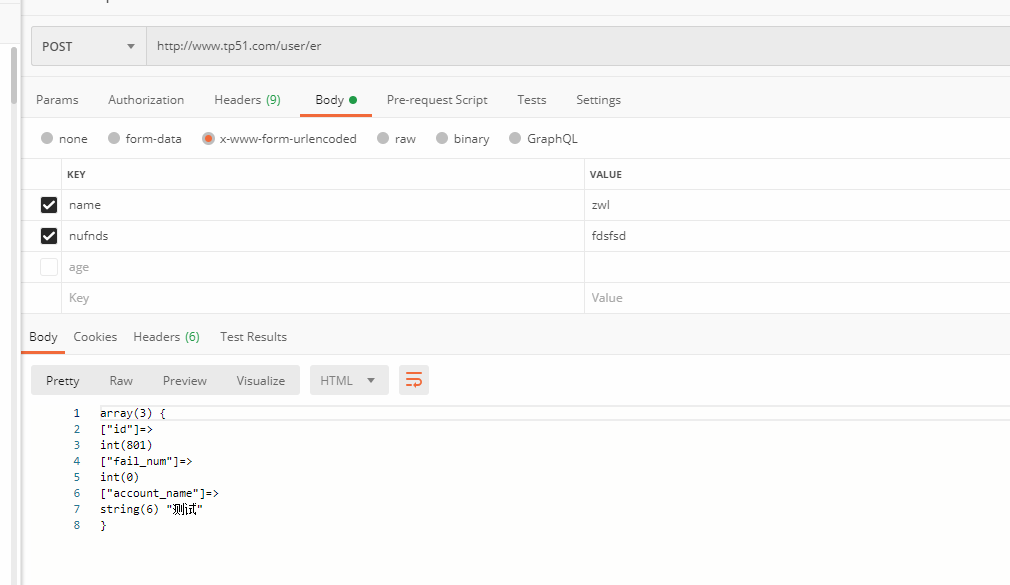 POST http://www.tp51.com/user/er
Params Authorization Headers (9) Body Pre-request Script Tests Settings
none form-data x-www-form-urlencoded raw binary GraphQL
KEY VALUE
name zwl
nufnds fdsfsd
age
Key Value
Body Cookies Headers (6) Test Results
Pretty Raw Preview Visualize HTML
1 array(3) {
2 ["id"]=>
3 int(801)
4 ["fail_num"]=>
5 int(0)
6 ["account_name"]=>
7 string(6) "测试"
8 }